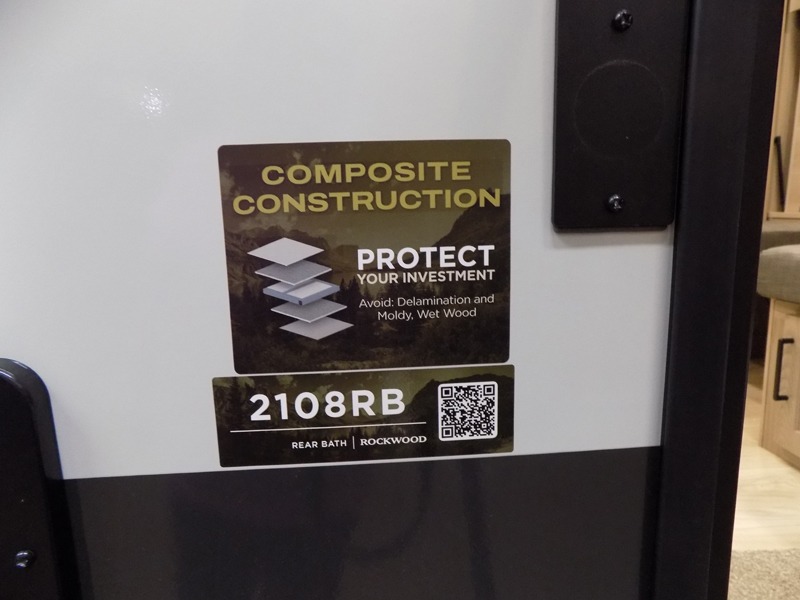 COMPOSITE
CONSTRUCTION
PROTECT
YOUR INVESTMENT
Avoid: Delamination and
Moldy, Wet Wood
2108RB
REAR BATH | ROCKWOOD